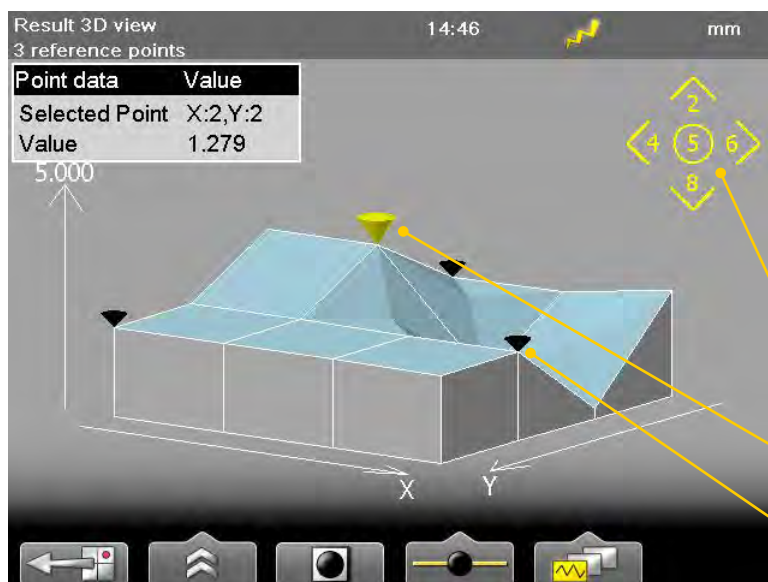 Result 3D view 14:46 mm
3 reference points
Point data Value
Selected Point X:2,Y:2
Value 1.279
2
4 5 6
8
5.000
X Y